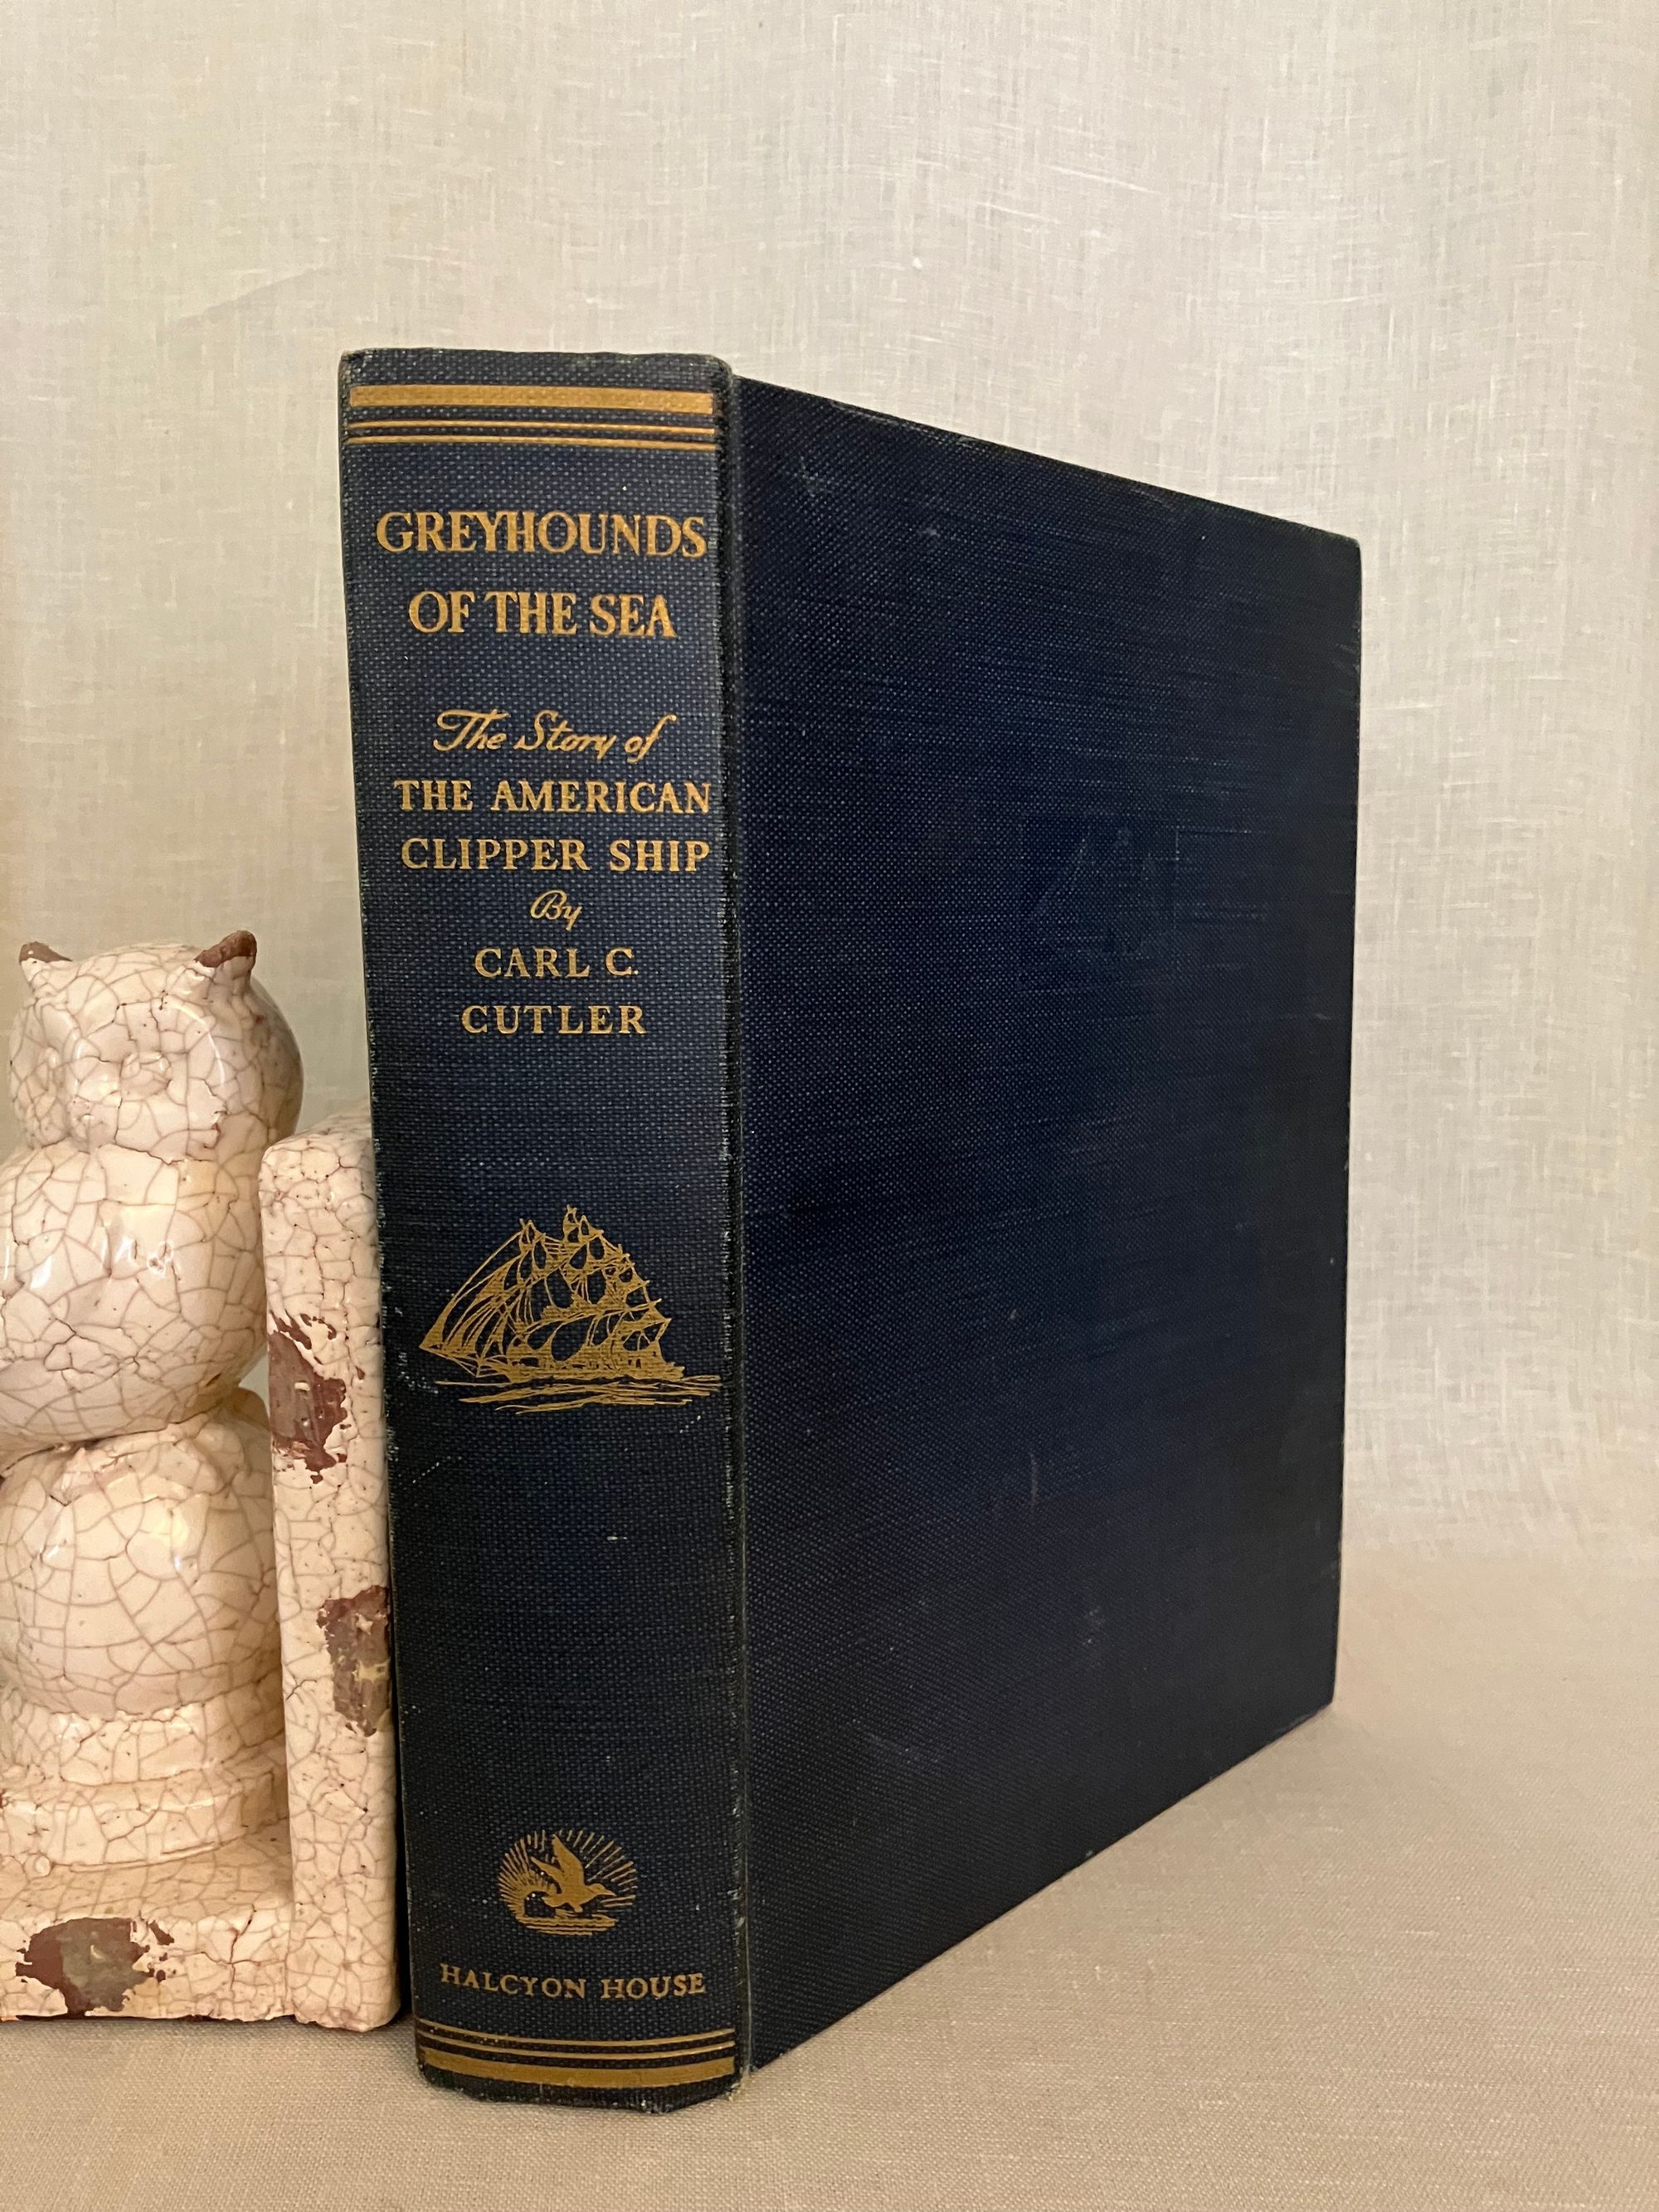 GREYHOUNDS
OF THE SEA
The Story of
THE AMERICAN
CLIPPER SHIP
By
CARL C.
CUTLER
HALCYON HOUSE